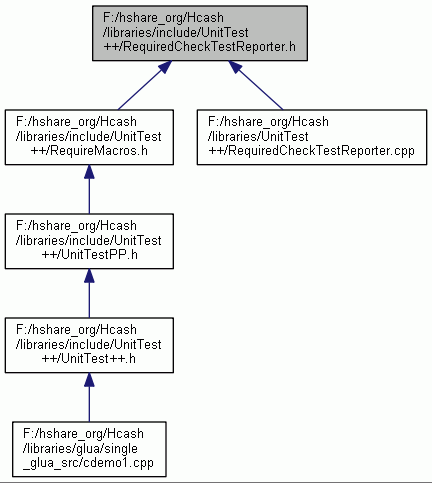 F:/hshare_org/Hcash
/libraries/include/UnitTest
++/RequiredCheckTestReporter.h
F:/hshare_org/Hcash
/libraries/include/UnitTest
++/RequireMacros.h
F:/hshare_org/Hcash
/libraries/UnitTest
++/RequiredCheckTestReporter.cpp
F:/hshare_org/Hcash
/libraries/include/UnitTest
++/UnitTestPP.h
F:/hshare_org/Hcash
/libraries/include/UnitTest
++/UnitTest++.h
F:/hshare_org/Hcash
/libraries/glua/single
_glua_src/cdemo1.cpp